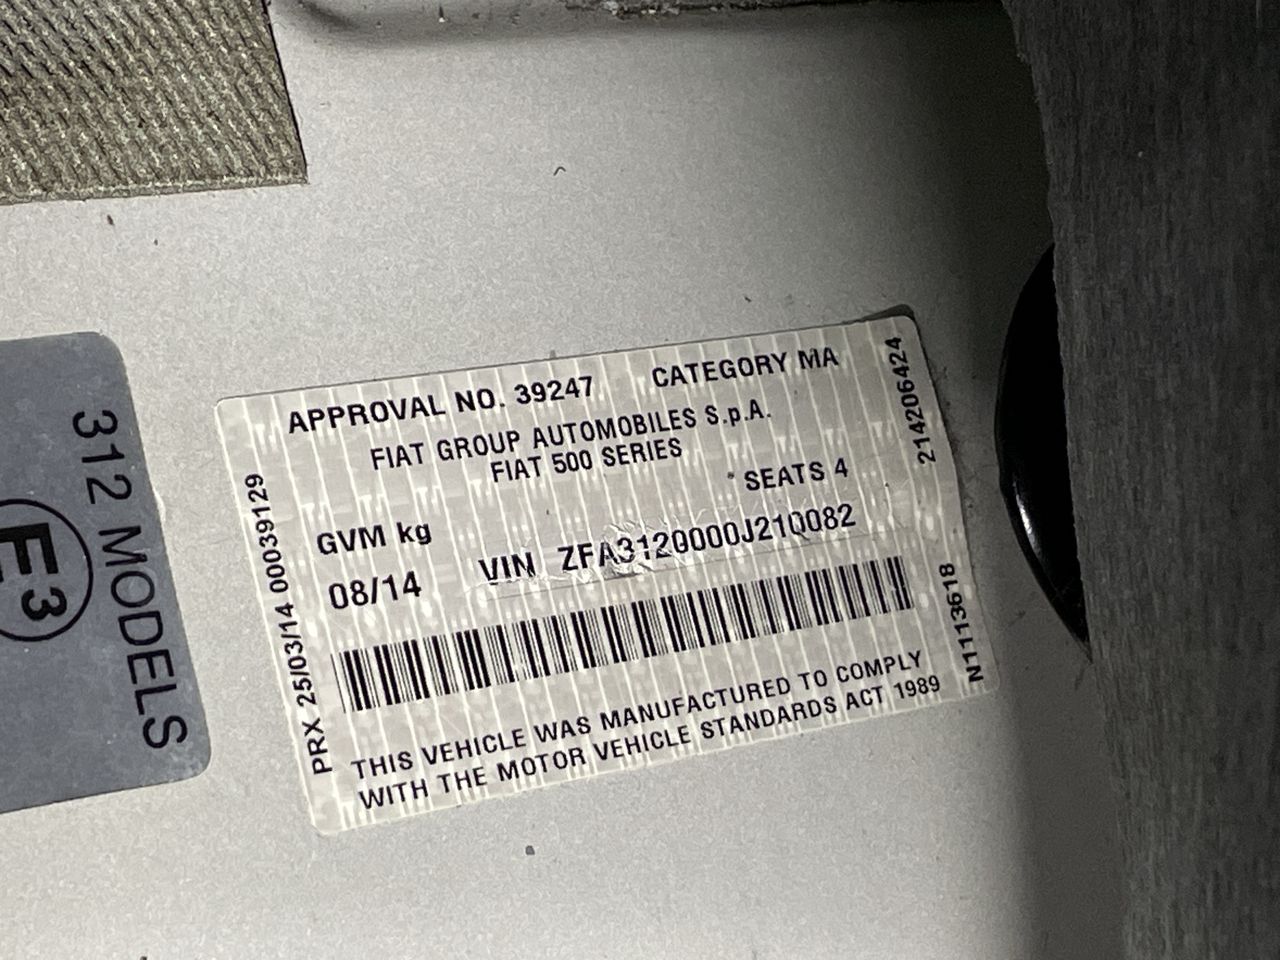 312 MODELS
E3
APPROVAL NO. 39247 CATEGORY MA
FIAT GROUP AUTOMOBILES S.p.A.
FIAT 500 SERIES
SEATS 4
GVM kg
08/14 VIN ZFA3120000J210082
THIS VEHICLE WAS MANUFACTURED TO COMPLY
WITH THE MOTOR VEHICLE STANDARDS ACT 1989
PRX 25/03/14 00039129
214206424
N1113618